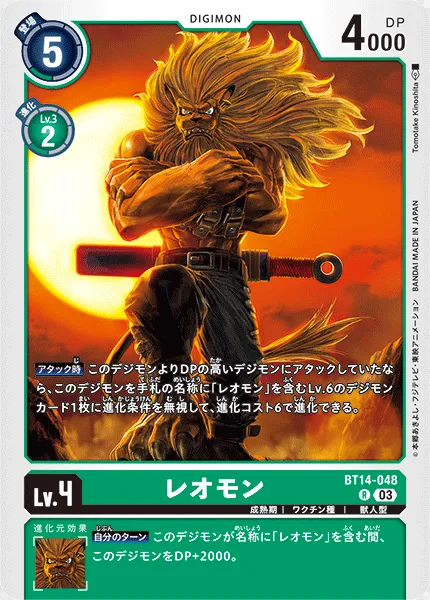 登場
5
DIGIMON
DP
4000
進化
Lv.3
2
Tomotake Kinoshita
BANDAI MADE IN JAPAN
© 本郷あきよし・フジテレビ・東映アニメーション
アタック時 このデジモンよりDPの高いデジモンにアタックしていたな
ら、このデジモンを手札の名称に「レオモン」を含むLv.6のデジモン
カード1枚に進化条件を無視して、進化コスト6で進化できる。
BT14-048
Lv.4
レオモン
R 03
成熟期 | ワクチン種 | 獣人型
進化元効果
自分のターン このデジモンが名称に「レオモン」を含む間、
このデジモンをDP+2000。